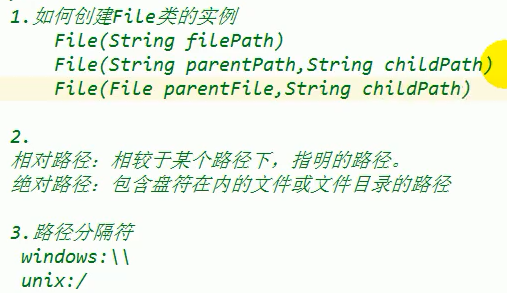 1.如何创建File类的实例
File(String filePath)
File(String parentPath,String childPath)
File(File parentFile,String childPath)
2.
相对路径：相较于某个路径下，指明的路径。
绝对路径：包含盘符在内的文件或文件目录的路径
3.路径分隔符
windows:\\
unix:/